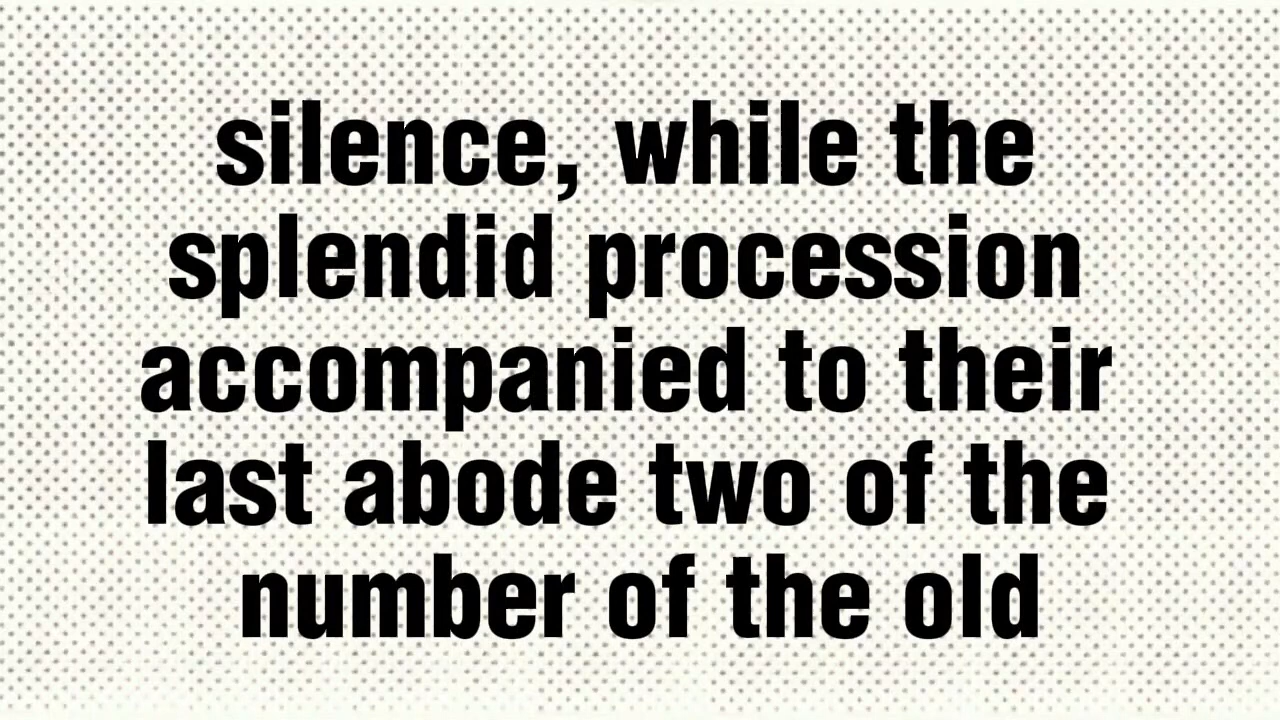 silence, while the
splendid procession
accompanied to their
last abode two of the
number of the old